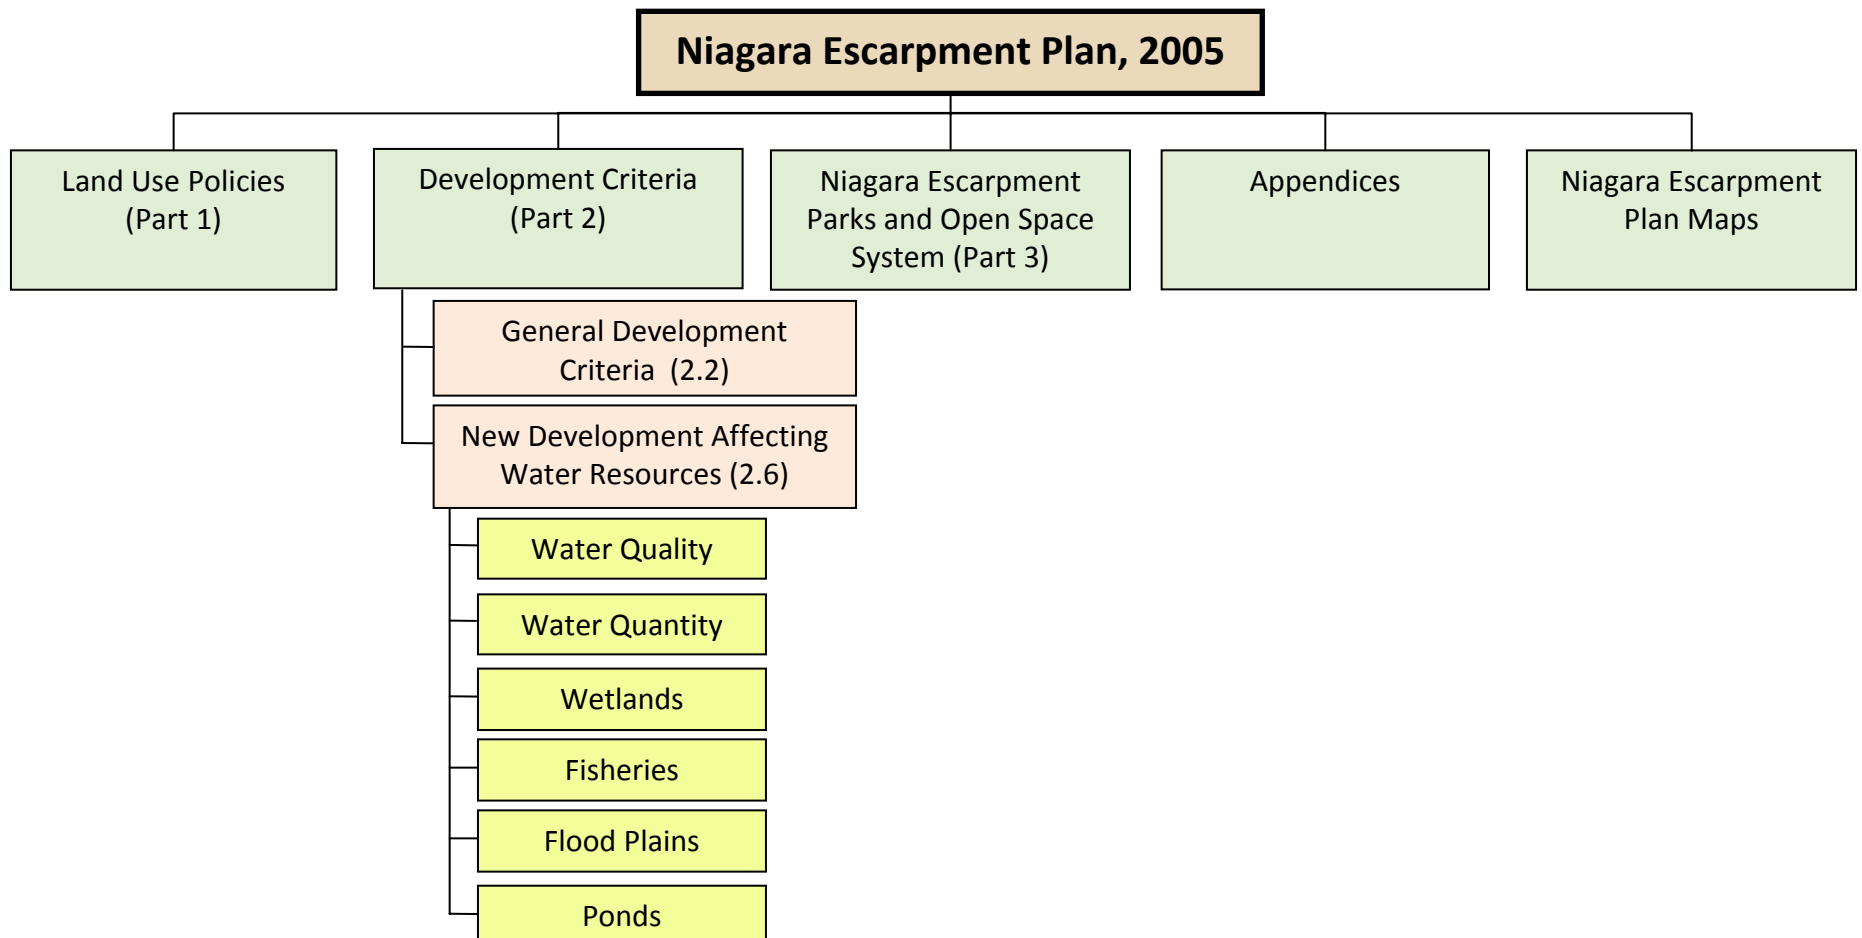 Niagara Escarpment Plan, 2005
Land Use Policies
(Part 1)
Development Criteria
(Part 2)
Niagara Escarpment
Parks and Open Space
System (Part 3)
Appendices
Niagara Escarpment
Plan Maps
General Development
Criteria (2.2)
New Development Affecting
Water Resources (2.6)
Water Quality
Water Quantity
Wetlands
Fisheries
Flood Plains
Ponds